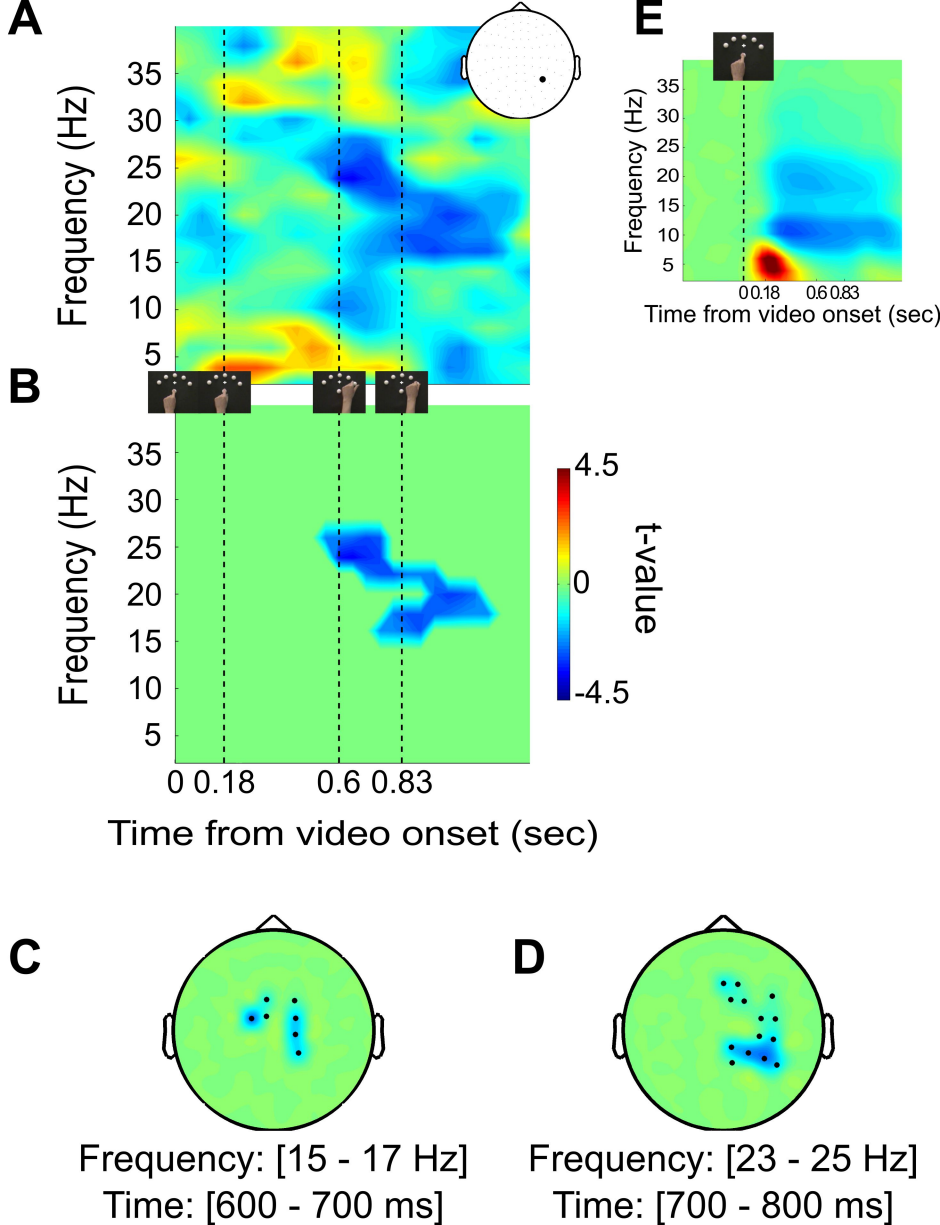 A
Frequency (Hz)
35
30
25
20
15
10
5
E
Frequency (Hz)
35
30
25
20
15
10
5
0 0.18 0.6 0.83
Time from video onset (sec)
B
Frequency (Hz)
35
30
25
20
15
10
5
0 0.18 0.6 0.83
Time from video onset (sec)
4.5
0
-4.5
t-value
C
Frequency: [15 - 17 Hz]
Time: [600 - 700 ms]
D
Frequency: [23 - 25 Hz]
Time: [700 - 800 ms]